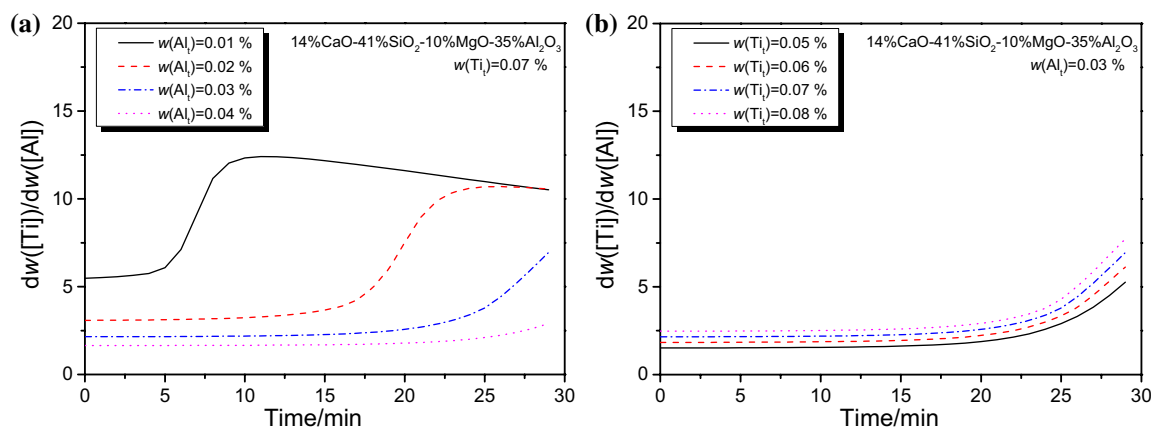 (a)
w(Alt)=0.01 %
w(Alt)=0.02 %
w(Alt)=0.03 %
w(Alt)=0.04 %
14%CaO-41%SiO2-10%MgO-35%Al2O3
w(Tit)=0.07 %
dw([Ti])/dw([Al])
20
15
10
5
0
0 5 10 15 20 25 30
Time/min
(b)
w(Tit)=0.05 %
w(Tit)=0.06 %
w(Tit)=0.07 %
w(Tit)=0.08 %
14%CaO-41%SiO2-10%MgO-35%Al2O3
w(Alt)=0.03 %
dw([Ti])/dw([Al])
20
15
10
5
0
0 5 10 15 20 25 30
Time/min